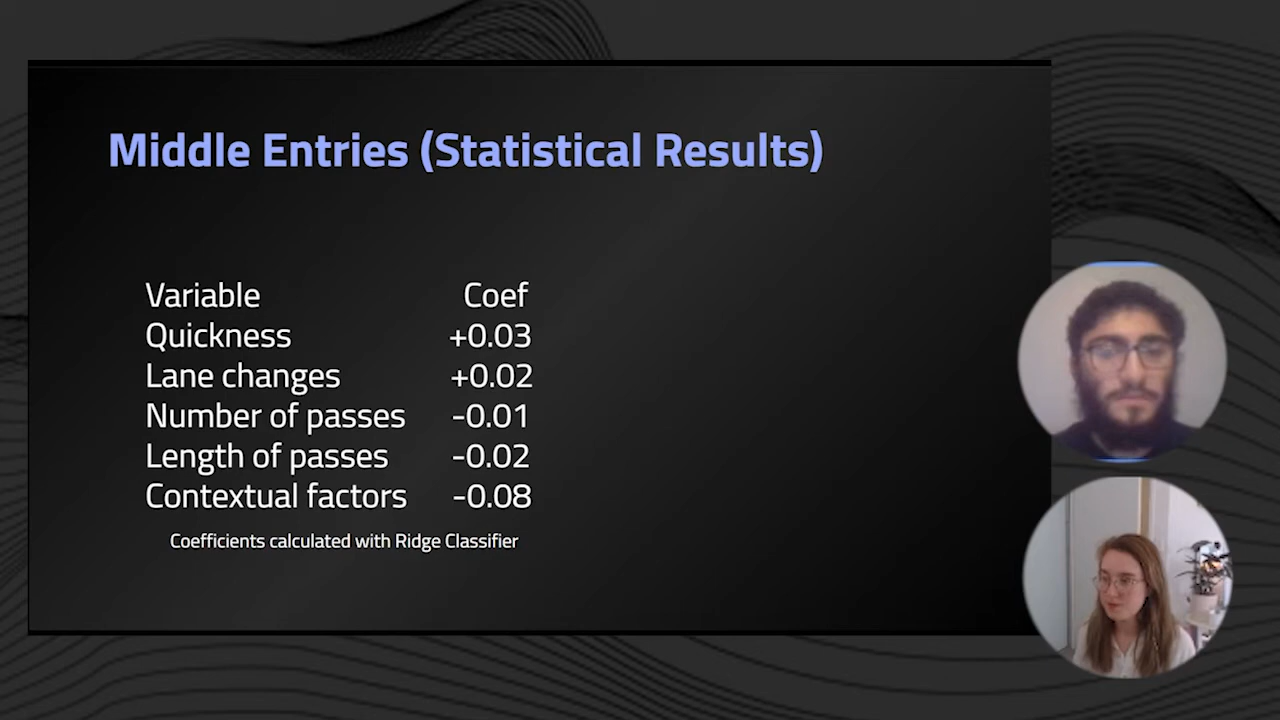 Middle Entries (Statistical Results)
Variable Coef
Quickness +0.03
Lane changes +0.02
Number of passes -0.01
Length of passes -0.02
Contextual factors -0.08
Coefficients calculated with Ridge Classifier